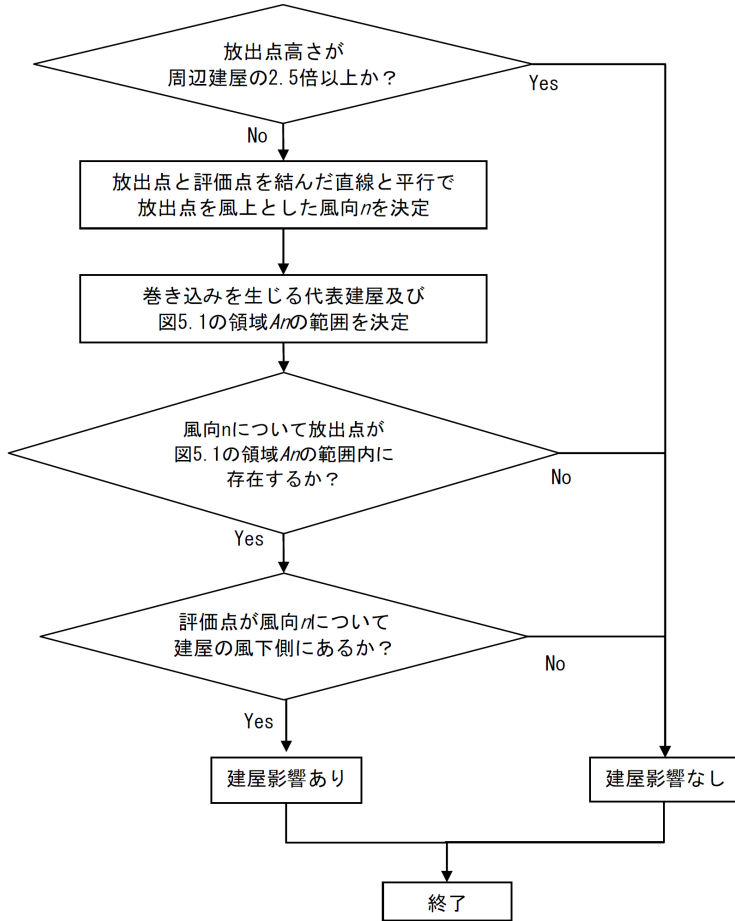 放出点高さが
周辺建屋の2.5倍以上か？
Yes
No
放出点と評価点を結んだ直線と平行で
放出点を風上とした風向nを決定
巻き込みを生じる代表建屋及び
図5.1の領域Anの範囲を決定
風向nについて放出点が
図5.1の領域Anの範囲内に
存在するか？
No
Yes
評価点が風向nについて
建屋の風下側にあるか？
No
Yes
建屋影響あり
建屋影響なし
終了